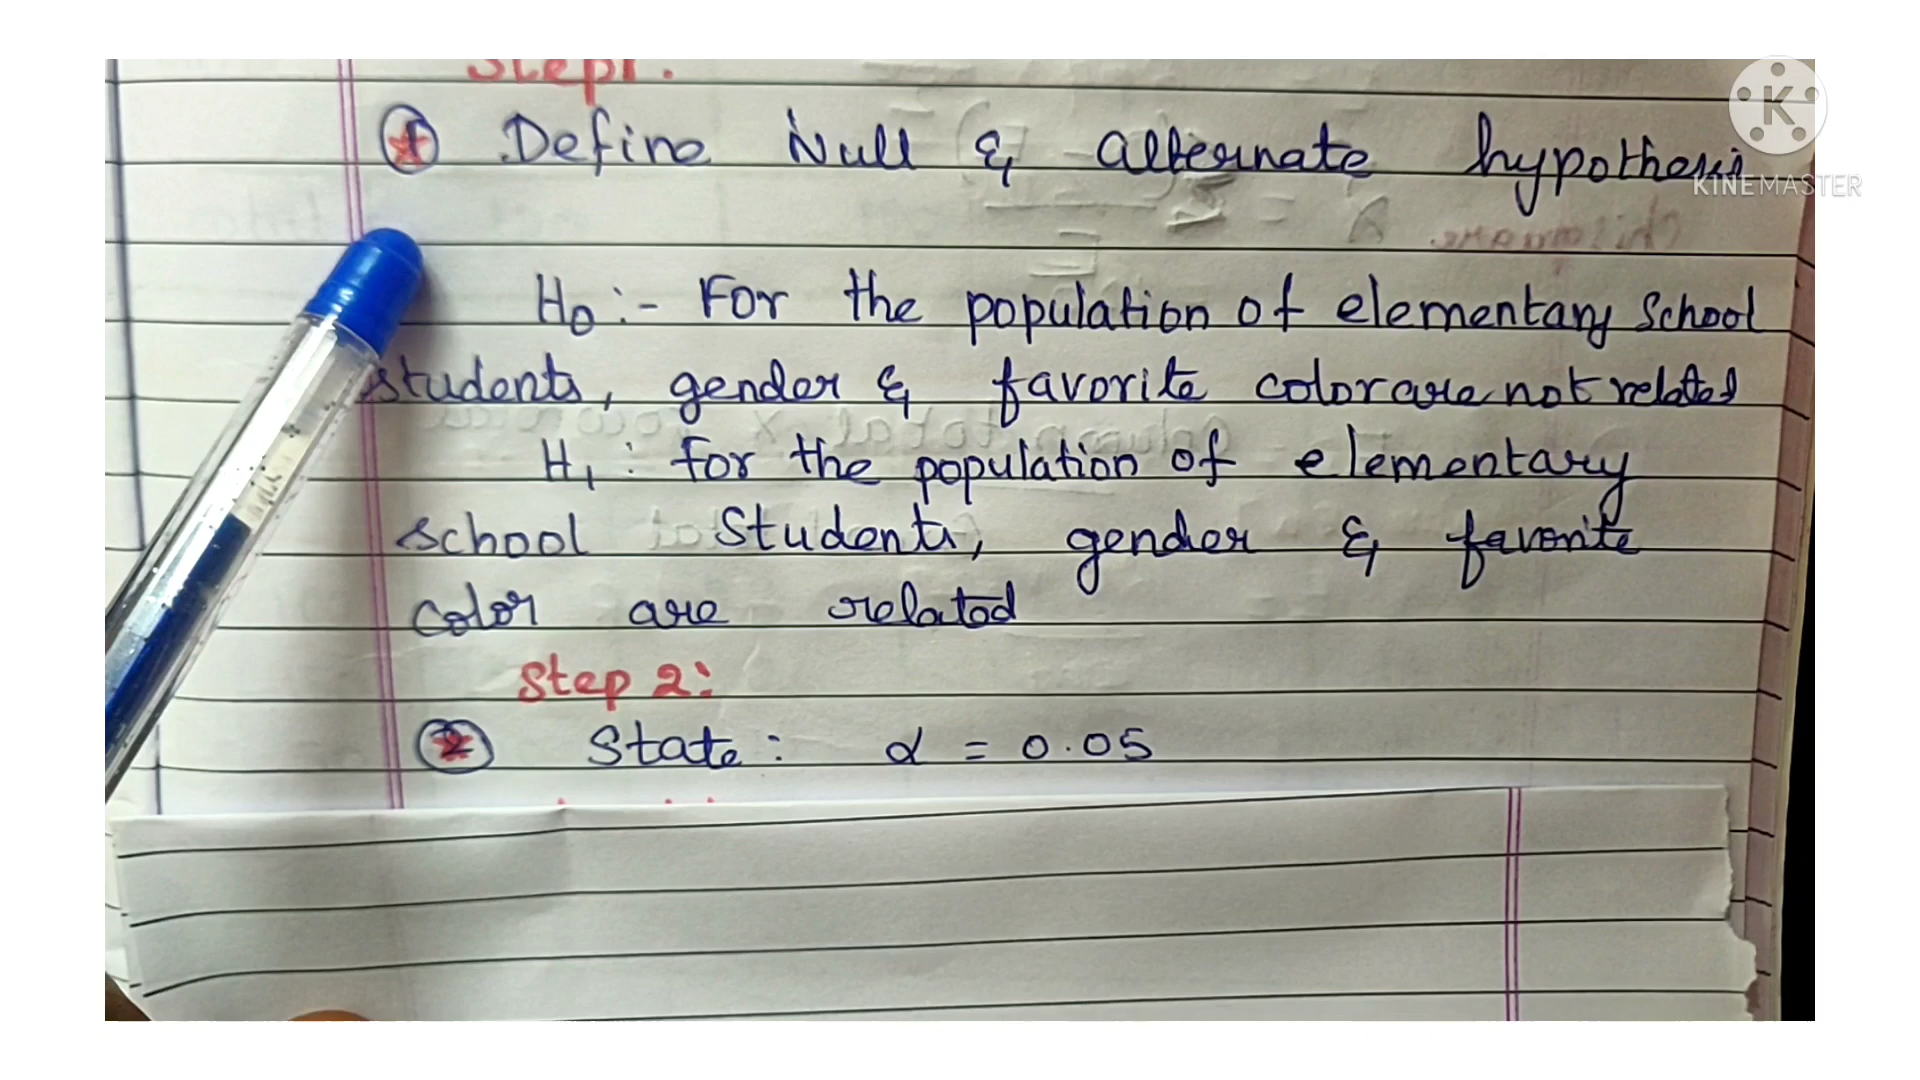 Step1:
① Define Null & alternate hypothesis
KINEMASTER
H0 :- For the population of elementary School
students, gender & favorite color are not related
H1 : for the population of elementary
school Students, gender & favorite
color are related
Step 2:
② State: α = 0.05